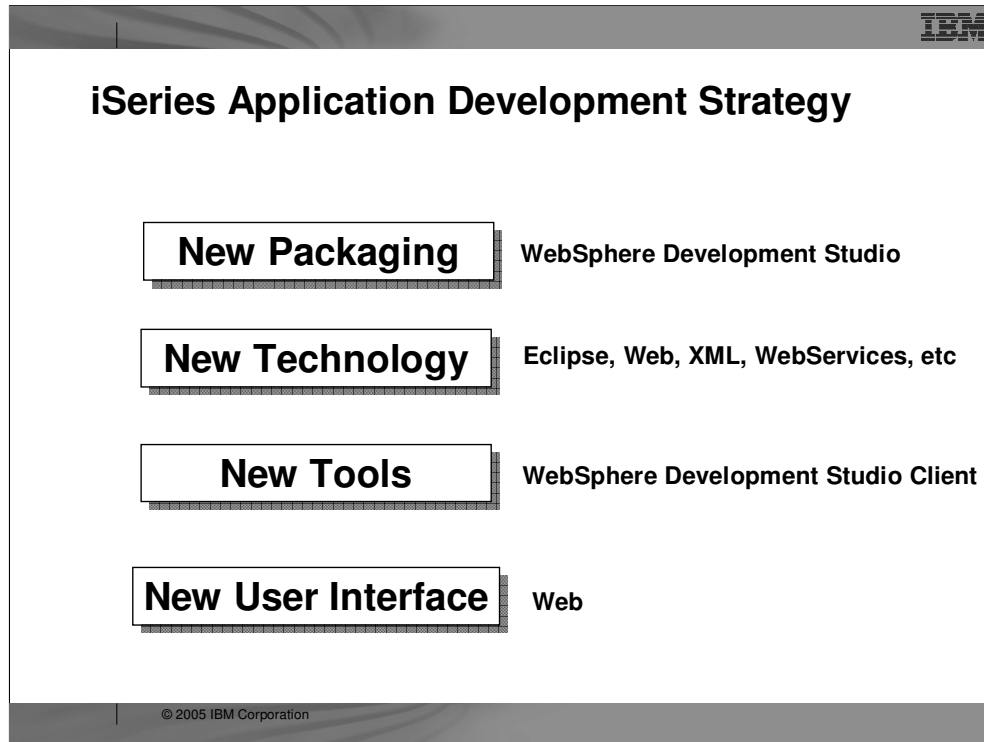 IBM
iSeries Application Development Strategy
New Packaging WebSphere Development Studio
New Technology Eclipse, Web, XML, WebServices, etc
New Tools WebSphere Development Studio Client
New User Interface Web
© 2005 IBM Corporation